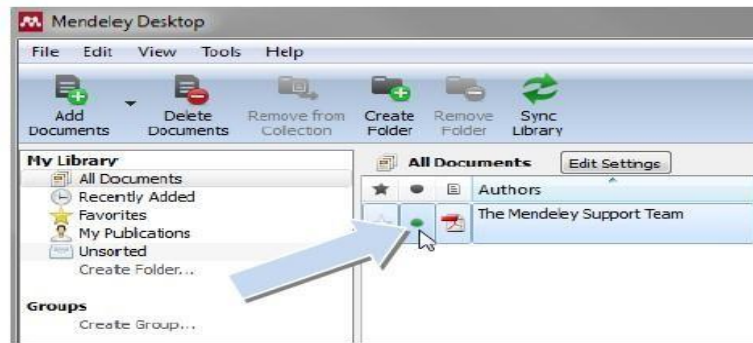 Mendeley Desktop
File Edit View Tools Help
Add Documents
Delete Documents
Remove from Collection
Create Folder
Remove Folder
Sync Library
My Library
All Documents
Recently Added
Favorites
My Publications
Unsorted
Create Folder...
Groups
Create Group...
All Documents Edit Settings
Authors
The Mendeley Support Team